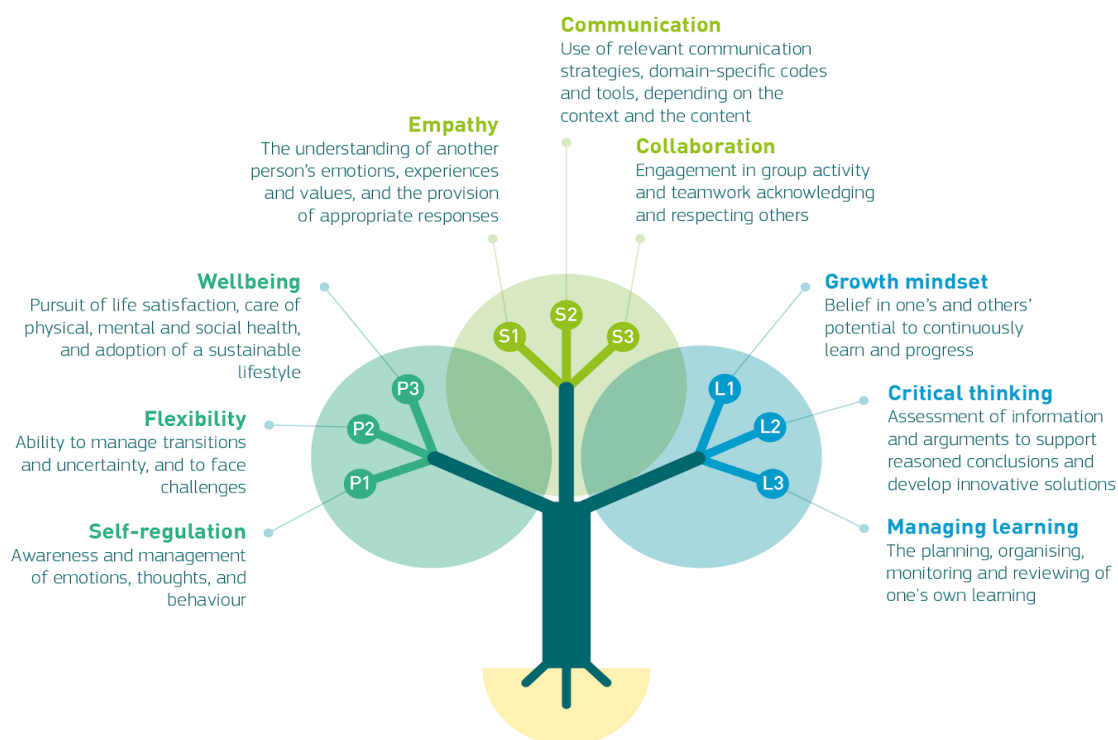 Communication
Use of relevant communication
strategies, domain-specific codes
and tools, depending on the
context and the content
Empathy
The understanding of another
person's emotions, experiences
and values, and the provision
of appropriate responses
Collaboration
Engagement in group activity
and teamwork acknowledging
and respecting others
Wellbeing
Pursuit of life satisfaction, care of
physical, mental and social health,
and adoption of a sustainable
lifestyle
Growth mindset
Belief in one's and others'
potential to continuously
learn and progress
S1
S2
S3
P3
P2
P1
L1
L2
L3
Flexibility
Ability to manage transitions
and uncertainty, and to face
challenges
Critical thinking
Assessment of information
and arguments to support
reasoned conclusions and
develop innovative solutions
Self-regulation
Awareness and management
of emotions, thoughts, and
behaviour
Managing learning
The planning, organising,
monitoring and reviewing of
one's own learning